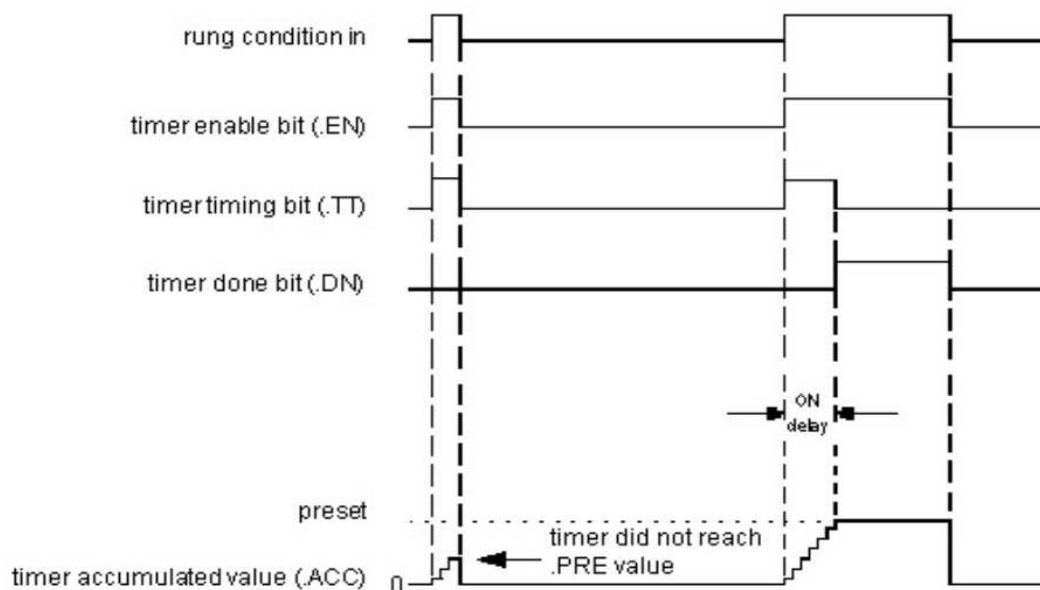 rung condition in
timer enable bit (.EN)
timer timing bit (.TT)
timer done bit (.DN)
ON
delay
preset
timer did not reach
.PRE value
timer accumulated value (.ACC)
0